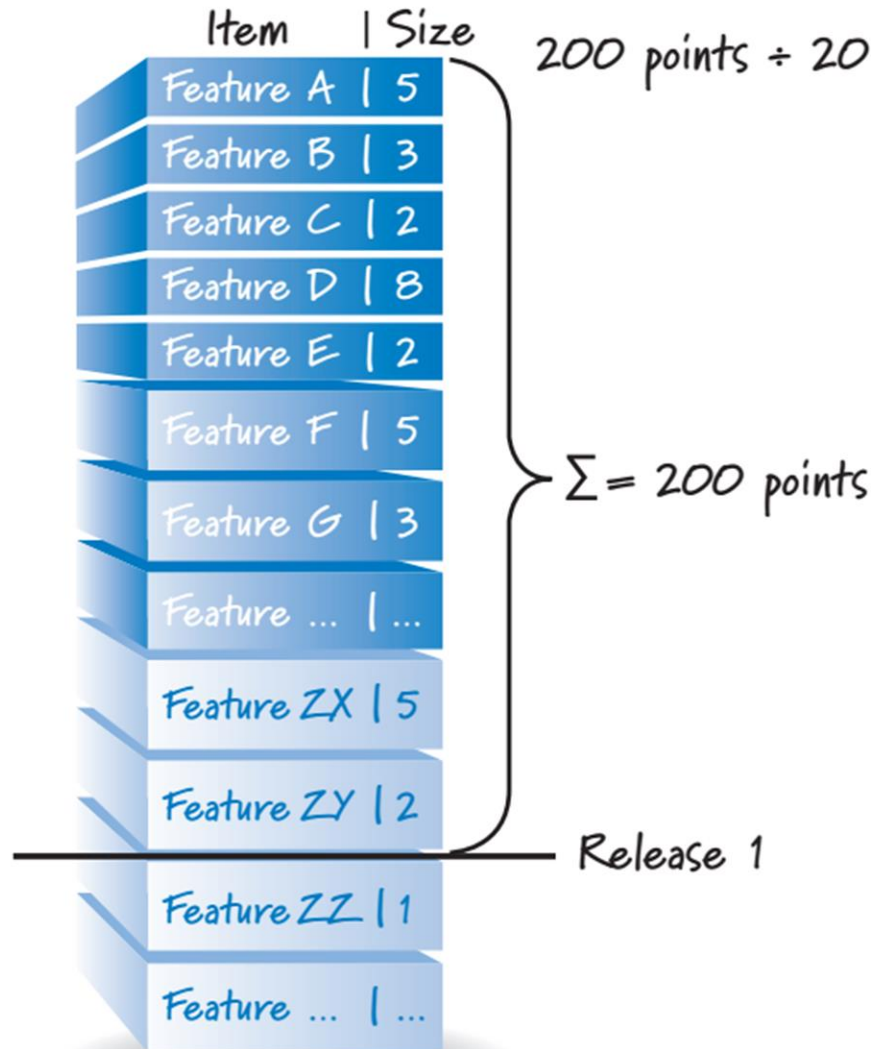 Item | Size
200 points ÷ 20
Feature A | 5
Feature B | 3
Feature C | 2
Feature D | 8
Feature E | 2
Feature F | 5
Feature G | 3
Feature ... | ...
Feature ZX | 5
Feature ZY | 2
Σ = 200 points
Release 1
Feature ZZ | 1
Feature ... | ...